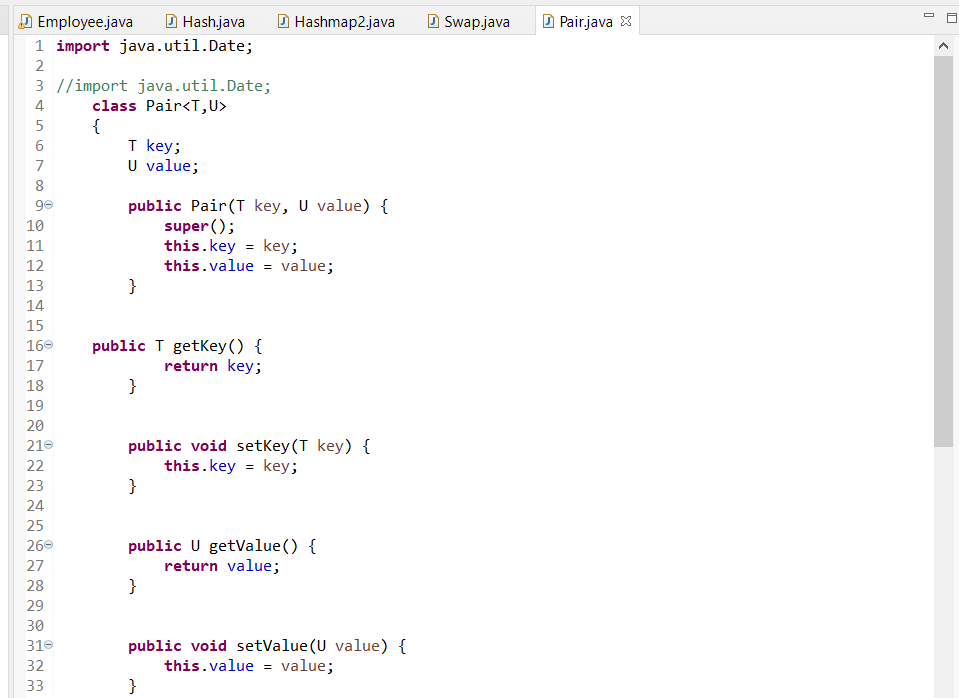 Employee.java Hash.java Hashmap2.java Swap.java Pair.java
1 import java.util.Date;
2
3 //import java.util.Date;
4 class Pair<T,U>
5 {
6 T key;
7 U value;
8
9 public Pair(T key, U value) {
10 super();
11 this.key = key;
12 this.value = value;
13 }
14
15
16 public T getKey() {
17 return key;
18 }
19
20
21 public void setKey(T key) {
22 this.key = key;
23 }
24
25
26 public U getValue() {
27 return value;
28 }
29
30
31 public void setValue(U value) {
32 this.value = value;
33 }